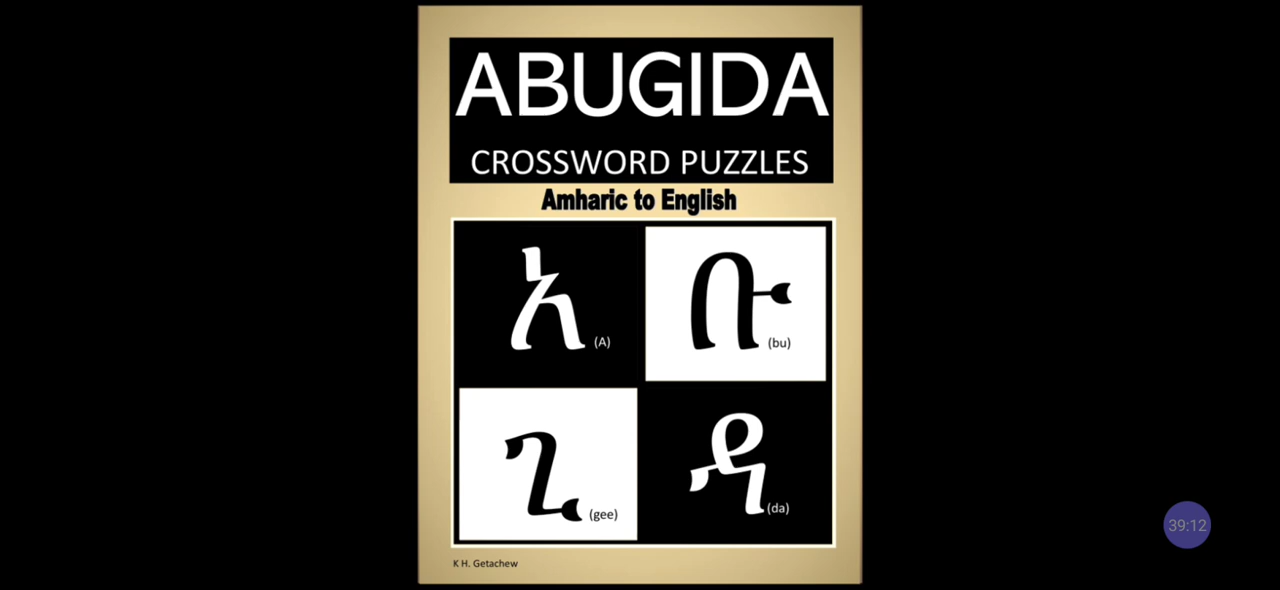 ABUGIDA
CROSSWORD PUZZLES
Amharic to English
አ (A)
ቡ (bu)
ጊ (gee)
ዳ (da)
K H. Getachew
39:12